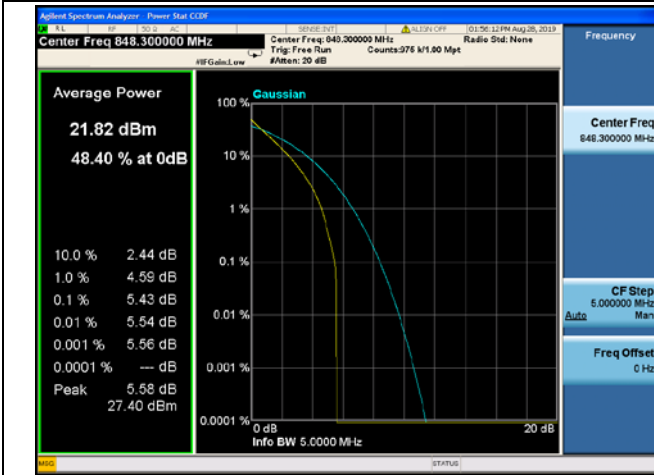 Agilent Spectrum Analyzer - Power Stat CCDF
RL RF 50 Ω AC SENSE:INT ALIGN OFF 01:56:12 PM Aug 28, 2019
Center Freq 848.300000 MHz
Center Freq: 848.300000 MHz Radio Std: None
Trig: Free Run Counts:975 k/1.00 Mpt
#IFGain:Low #Atten: 20 dB
Frequency
Average Power
21.82 dBm
48.40 % at 0dB
10.0 % 2.44 dB
1.0 % 4.59 dB
0.1 % 5.43 dB
0.01 % 5.54 dB
0.001 % 5.56 dB
0.0001 % --- dB
Peak 5.58 dB
27.40 dBm
Gaussian
100 %
10 %
1 %
0.1 %
0.01 %
0.001 %
0.0001 %
0 dB 20 dB
Info BW 5.0000 MHz
Center Freq
848.300000 MHz
CF Step
5.000000 MHz
Auto Man
Freq Offset
0 Hz
MSG STATUS